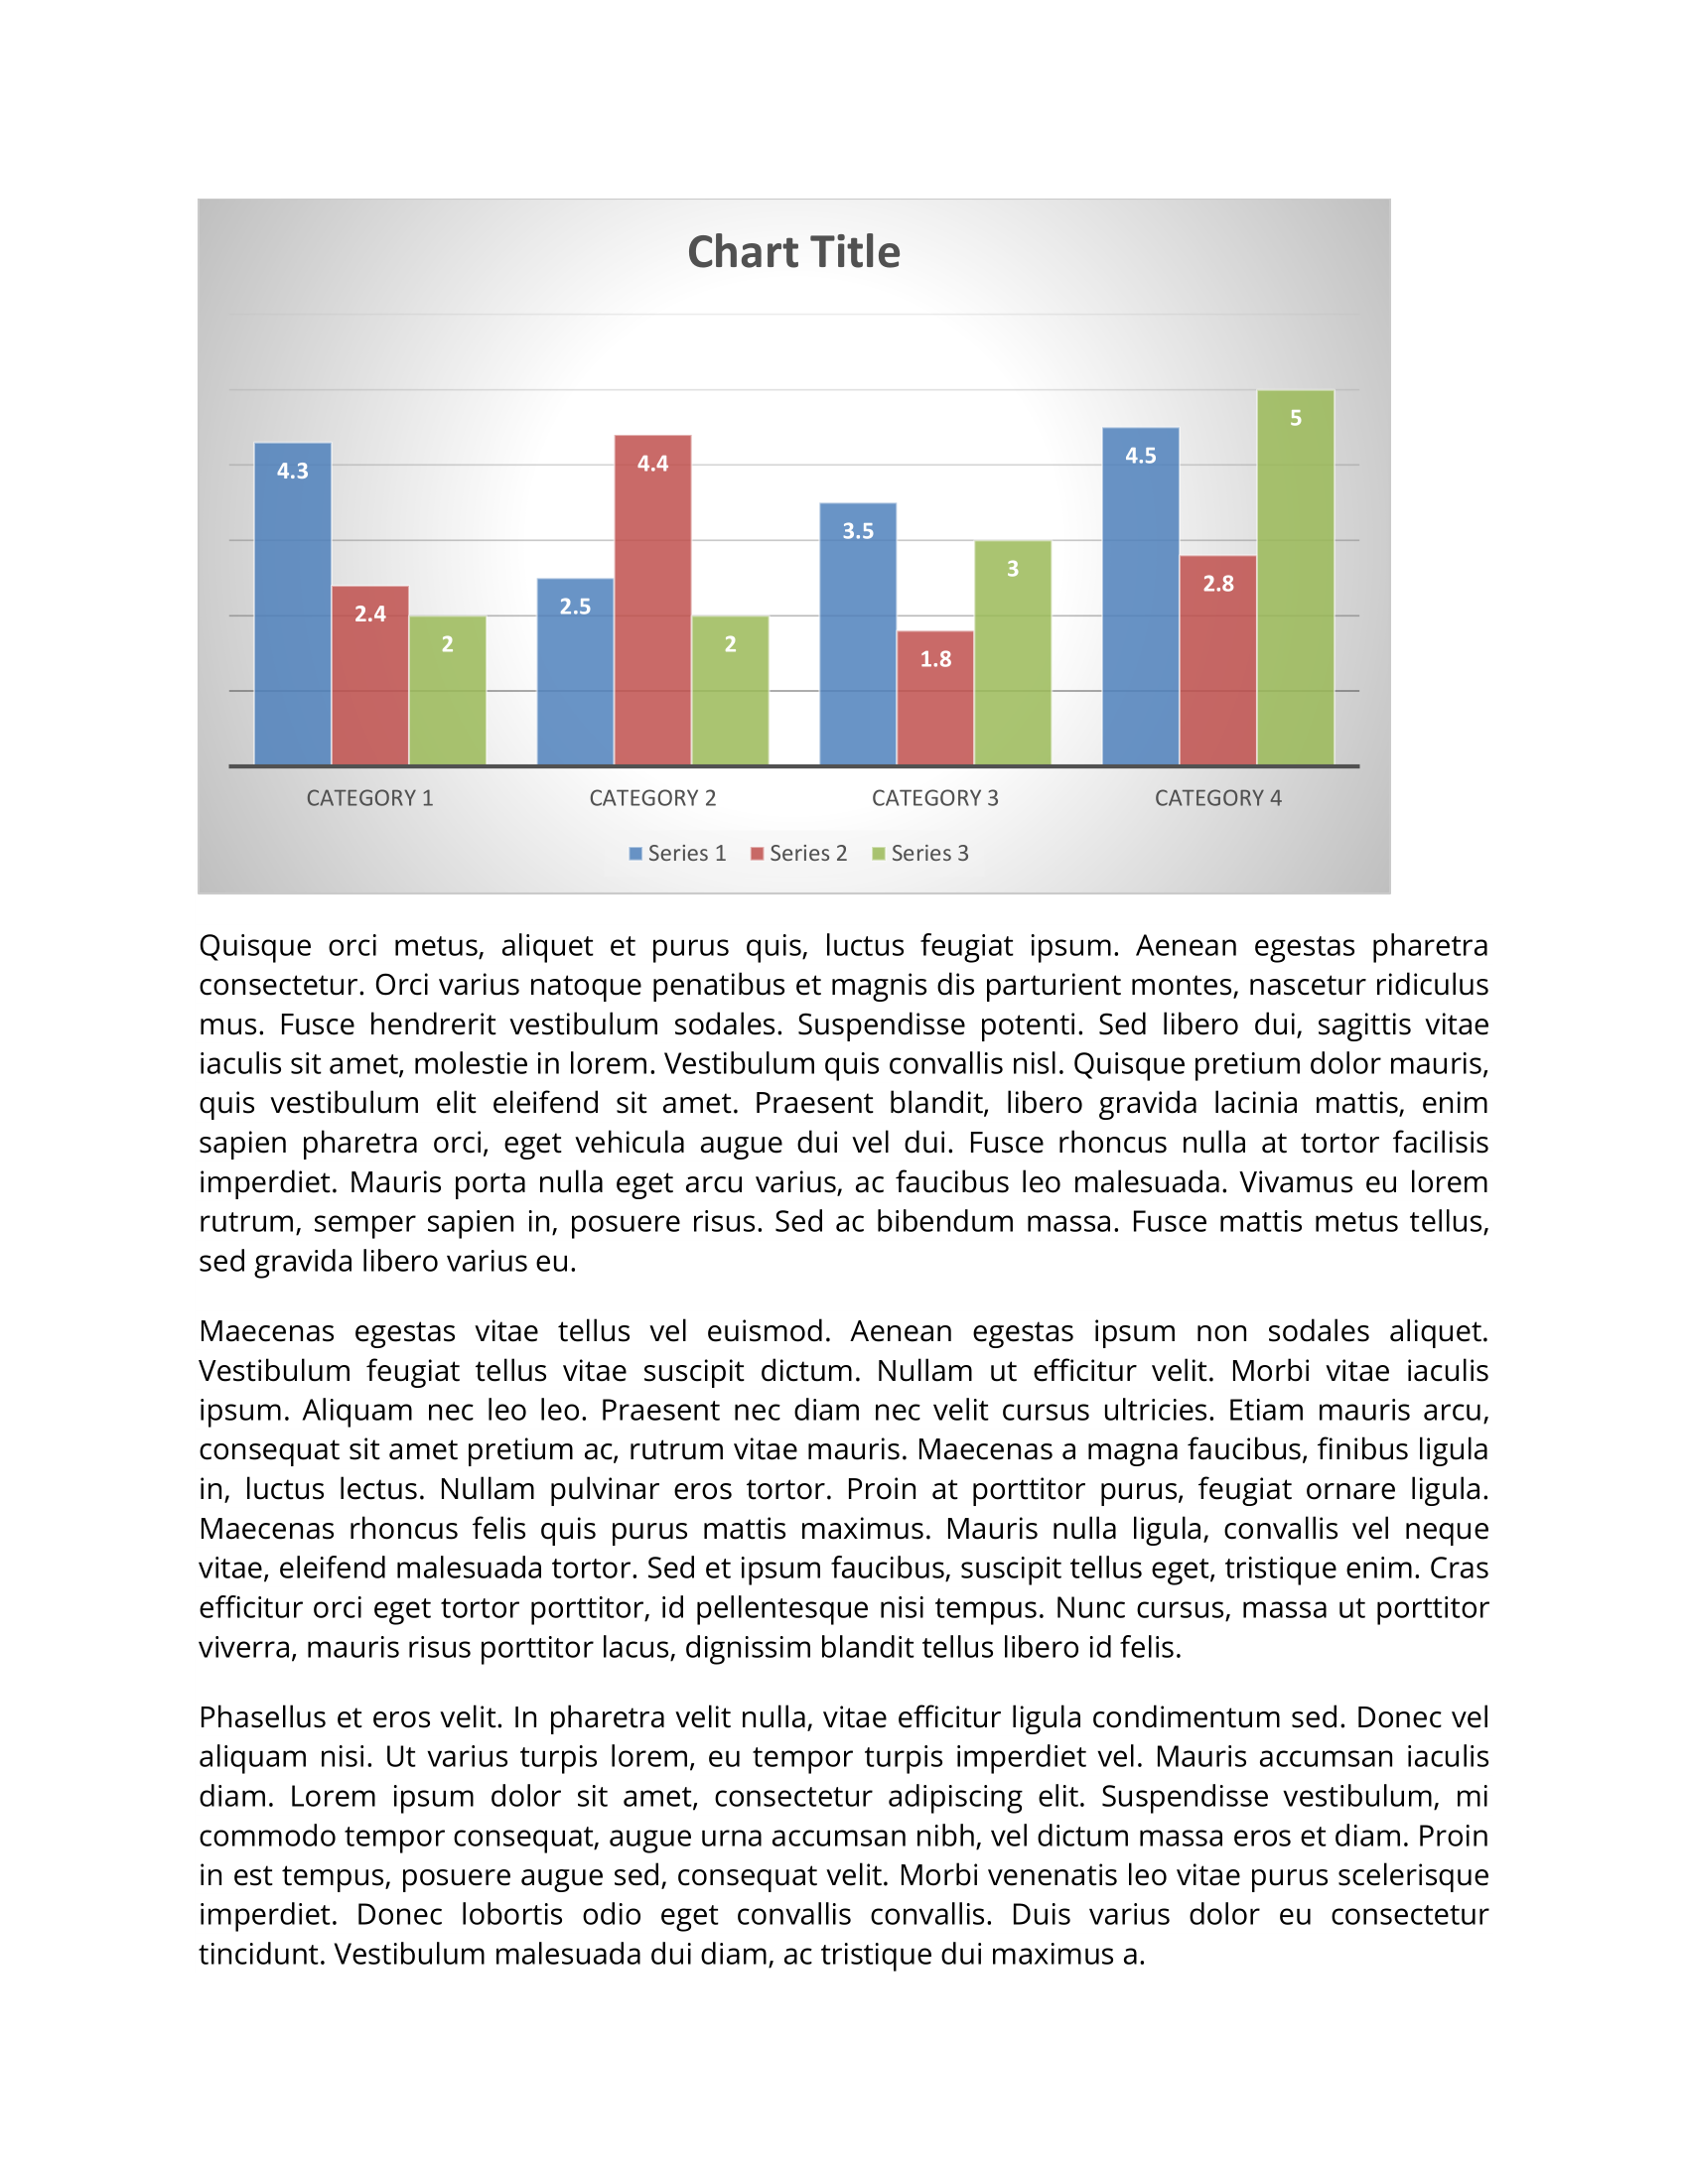 Chart Title
4.3
2.4
2
2.5
4.4
2
3.5
1.8
3
4.5
2.8
5
CATEGORY 1 CATEGORY 2 CATEGORY 3 CATEGORY 4
Series 1 Series 2 Series 3
Quisque orci metus, aliquet et purus quis, luctus feugiat ipsum. Aenean egestas pharetra
consectetur. Orci varius natoque penatibus et magnis dis parturient montes, nascetur ridiculus
mus. Fusce hendrerit vestibulum sodales. Suspendisse potenti. Sed libero dui, sagittis vitae
iaculis sit amet, molestie in lorem. Vestibulum quis convallis nisl. Quisque pretium dolor mauris,
quis vestibulum elit eleifend sit amet. Praesent blandit, libero gravida lacinia mattis, enim
sapien pharetra orci, eget vehicula augue dui vel dui. Fusce rhoncus nulla at tortor facilisis
imperdiet. Mauris porta nulla eget arcu varius, ac faucibus leo malesuada. Vivamus eu lorem
rutrum, semper sapien in, posuere risus. Sed ac bibendum massa. Fusce mattis metus tellus,
sed gravida libero varius eu.
Maecenas egestas vitae tellus vel euismod. Aenean egestas ipsum non sodales aliquet.
Vestibulum feugiat tellus vitae suscipit dictum. Nullam ut efficitur velit. Morbi vitae iaculis
ipsum. Aliquam nec leo leo. Praesent nec diam nec velit cursus ultricies. Etiam mauris arcu,
consequat sit amet pretium ac, rutrum vitae mauris. Maecenas a magna faucibus, finibus ligula
in, luctus lectus. Nullam pulvinar eros tortor. Proin at porttitor purus, feugiat ornare ligula.
Maecenas rhoncus felis quis purus mattis maximus. Mauris nulla ligula, convallis vel neque
vitae, eleifend malesuada tortor. Sed et ipsum faucibus, suscipit tellus eget, tristique enim. Cras
efficitur orci eget tortor porttitor, id pellentesque nisi tempus. Nunc cursus, massa ut porttitor
viverra, mauris risus porttitor lacus, dignissim blandit tellus libero id felis.
Phasellus et eros velit. In pharetra velit nulla, vitae efficitur ligula condimentum sed. Donec vel
aliquam nisi. Ut varius turpis lorem, eu tempor turpis imperdiet vel. Mauris accumsan iaculis
diam. Lorem ipsum dolor sit amet, consectetur adipiscing elit. Suspendisse vestibulum, mi
commodo tempor consequat, augue urna accumsan nibh, vel dictum massa eros et diam. Proin
in est tempus, posuere augue sed, consequat velit. Morbi venenatis leo vitae purus scelerisque
imperdiet. Donec lobortis odio eget convallis convallis. Duis varius dolor eu consectetur
tincidunt. Vestibulum malesuada dui diam, ac tristique dui maximus a.